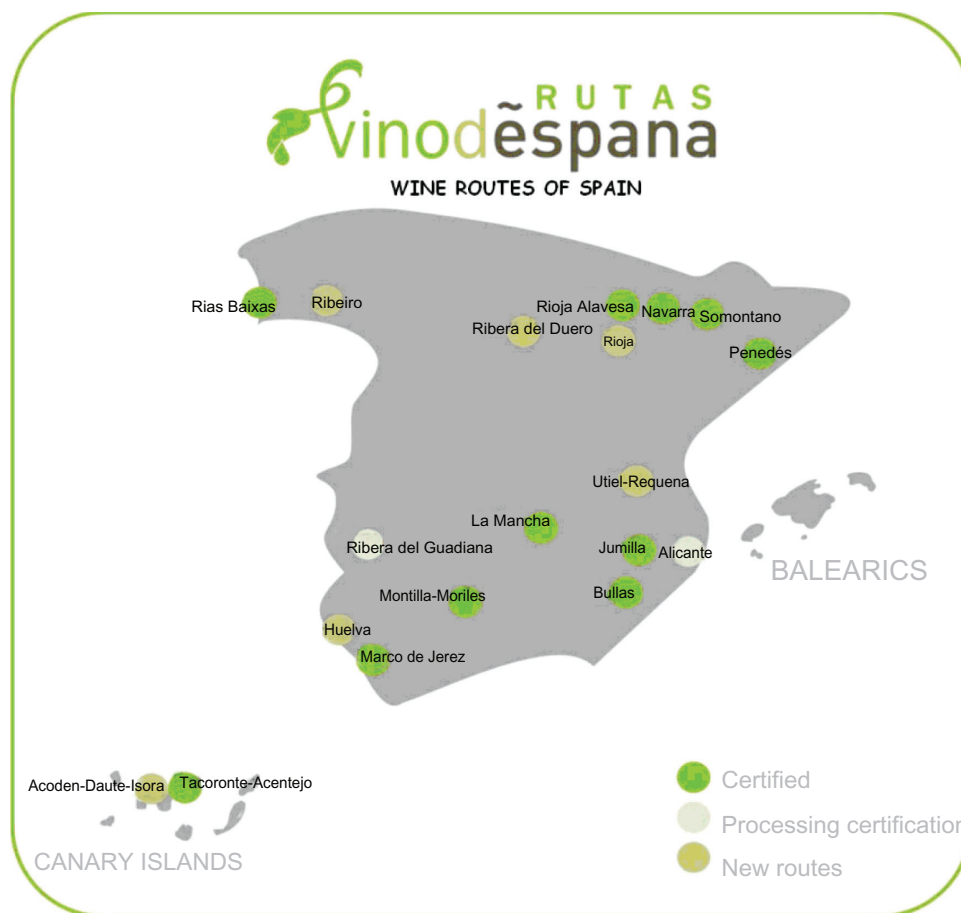 RUTAS
vinodẽspana
WINE ROUTES OF SPAIN
Rias Baixas
Ribeiro
Rioja Alavesa
Navarra
Somontano
Ribera del Duero
Rioja
Penedés
Utiel-Requena
La Mancha
Ribera del Guadiana
Jumilla
Alicante
BALEARICS
Montilla-Moriles
Bullas
Huelva
Marco de Jerez
Acoden-Daute-Isora
Tacoronte-Acentejo
CANARY ISLANDS
Certified
Processing certification
New routes